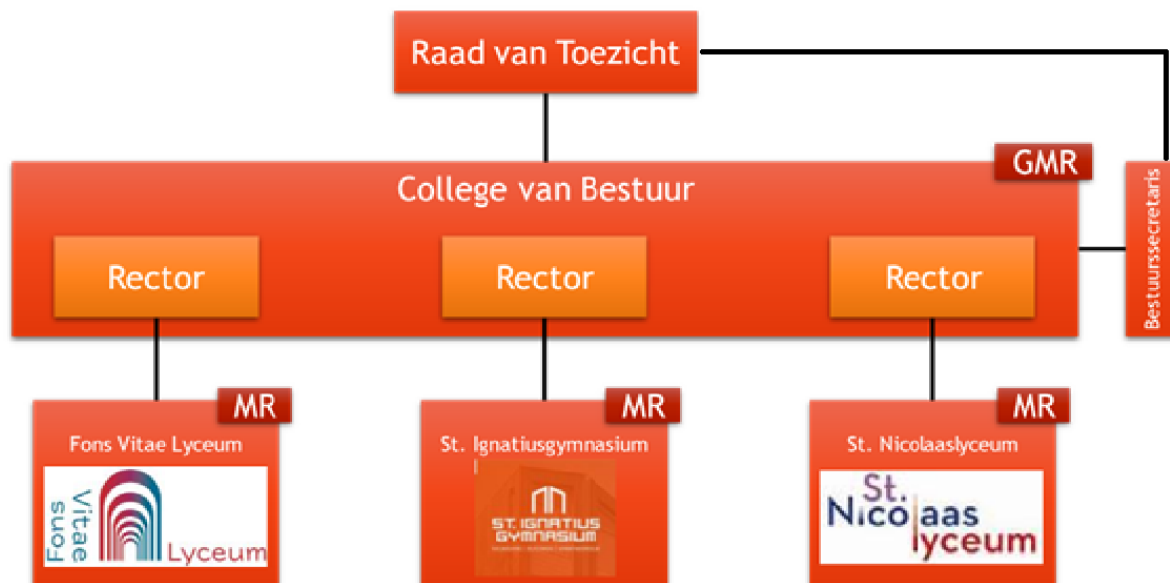 Raad van Toezicht
GMR
College van Bestuur
Bestuurssecretaris
Rector
Rector
Rector
MR
MR
MR
Fons Vitae Lyceum
St. Ignatiusgymnasium
St. Nicolaaslyceum
Fons
Vitae
Lyceum
ST. IGNATIUS
GYMNASIUM
St.
Nicolaas
lyceum